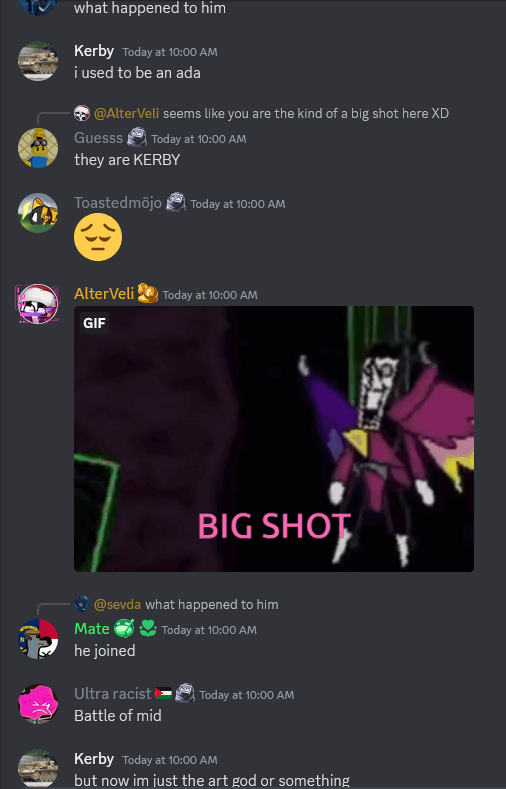 what happened to him
Kerby Today at 10:00 AM
i used to be an ada
@AlterVeli seems like you are the kind of a big shot here XD
Guesss Today at 10:00 AM
they are KERBY
Toastedmöjo Today at 10:00 AM
AlterVeli Today at 10:00 AM
GIF
BIG SHOT
@sevda what happened to him
Mate Today at 10:00 AM
he joined
Ultra racist Today at 10:00 AM
Battle of mid
Kerby Today at 10:00 AM
but now im just the art god or something